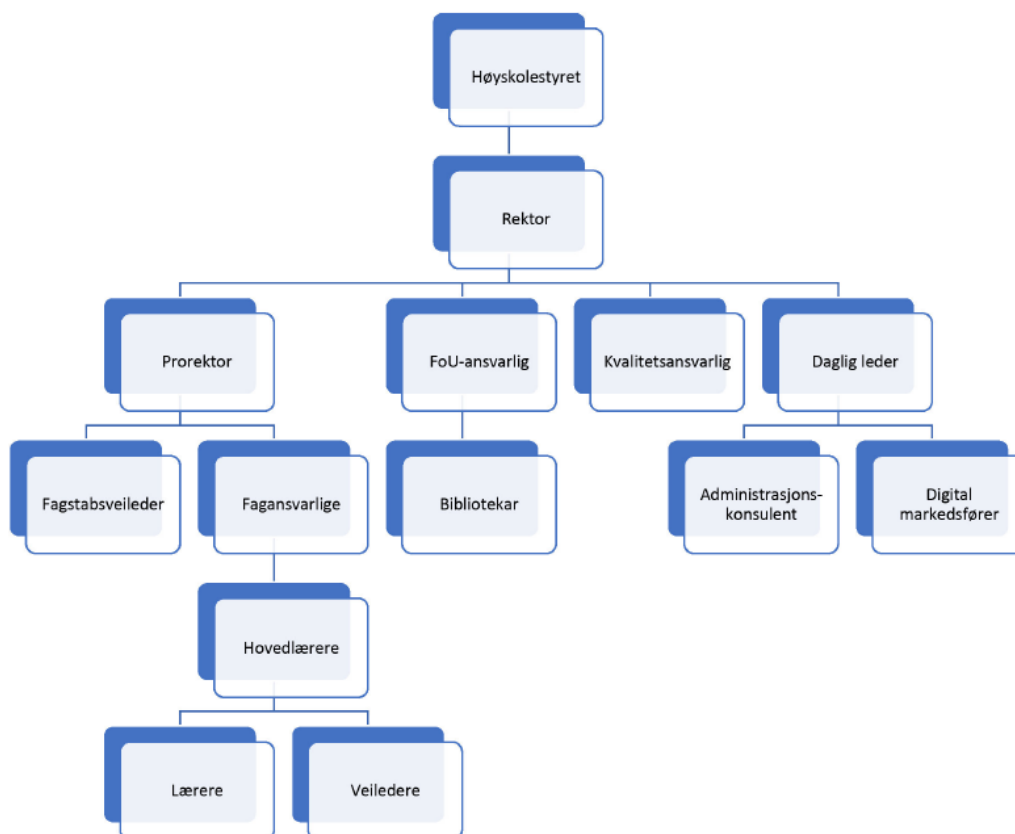 Høyskolestyret
Rektor
Prorektor
FoU-ansvarlig
Kvalitetsansvarlig
Daglig leder
Fagstabsveileder
Fagansvarlige
Bibliotekar
Administrasjons-
konsulent
Digital
markedsfører
Hovedlærere
Lærere
Veiledere